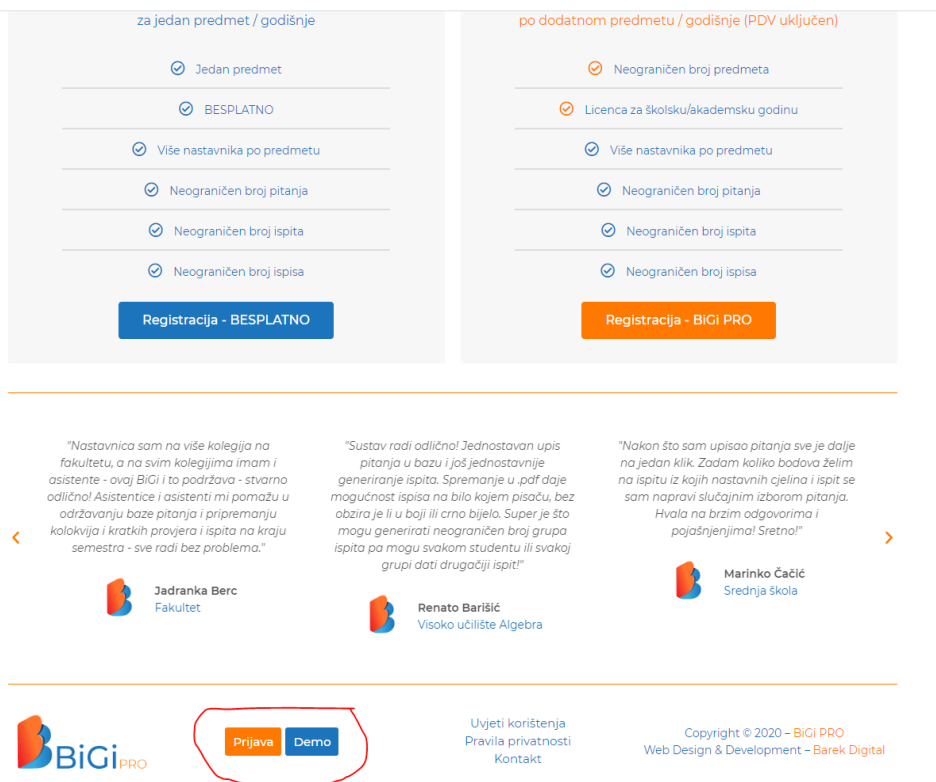 za jedan predmet / godišnje
Jedan predmet
BESPLATNO
Više nastavnika po predmetu
Neograničen broj pitanja
Neograničen broj ispita
Neograničen broj ispisa
Registracija - BESPLATNO
po dodatnom predmetu / godišnje (PDV uključen)
Neograničen broj predmeta
Licenca za školsku/akademsku godinu
Više nastavnika po predmetu
Neograničen broj pitanja
Neograničen broj ispita
Neograničen broj ispisa
Registracija - BiGi PRO
"Nastavnica sam na više kolegija na
fakultetu, a na svim kolegijima imam i
asistente - ovaj BiGi i to podržava - stvarno
odlično! Asistentice i asistenti mi pomažu u
održavanju baze pitanja i pripremanju
kolokvija i kratkih provjera i ispita na kraju
semestra - sve radi bez problema."
Jadranka Berc
Fakultet
"Sustav radi odlično! Jednostavan upis
pitanja u bazu i još jednostavnije
generiranje ispita. Spremanje u .pdf daje
mogućnost ispisa na bilo kojem pisaču, bez
obzira je li u boji ili crno bijelo. Super je što
mogu generirati neograničen broj grupa
ispita pa mogu svakom studentu ili svakoj
grupi dati drugačiji ispit!"
Renato Barišić
Visoko učilište Algebra
"Nakon što sam upisao pitanja sve je dalje
na jedan klik. Zadam koliko bodova želim
na ispitu iz kojih nastavnih cjelina i ispit se
sam napravi slučajnim izborom pitanja.
Hvala na brzim odgovorima i
pojašnjenjima! Sretno!"
Marinko Čačić
Srednja škola
BiGi PRO
Prijava
Demo
Uvjeti korištenja
Pravila privatnosti
Kontakt
Copyright © 2020 – BiGi PRO
Web Design & Development – Barek Digital